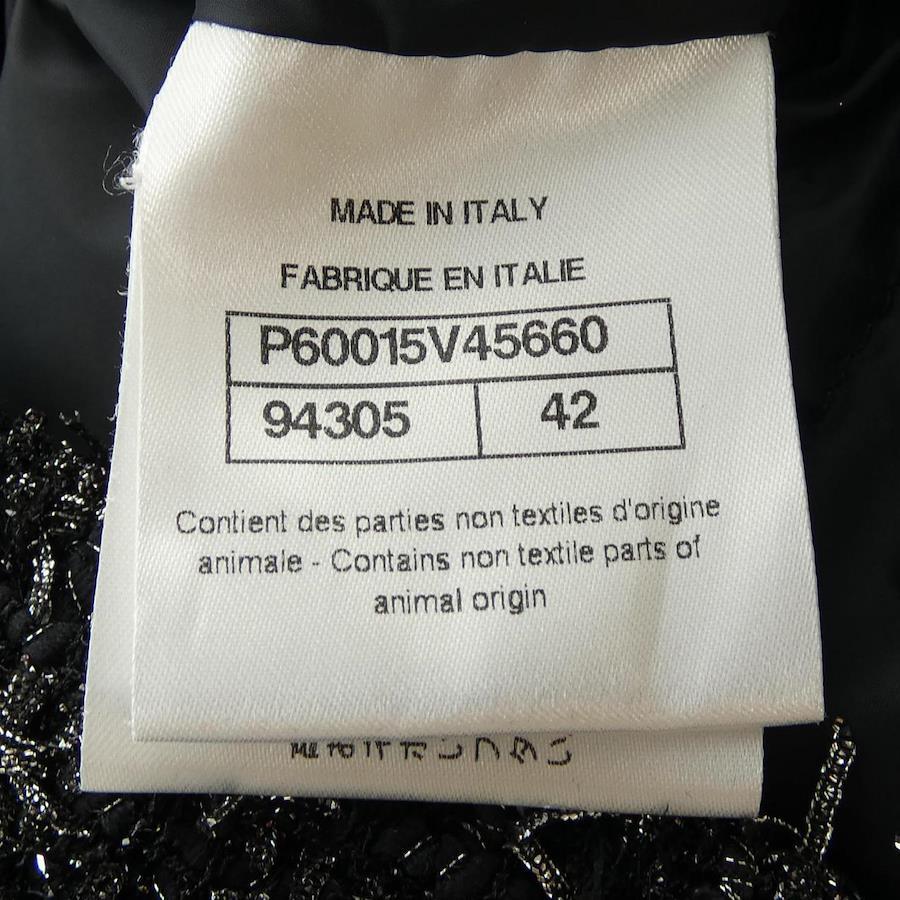 MADE IN ITALY
FABRIQUE EN ITALIE
P60015V45660
94305 42
Contient des parties non textiles d'origine
animale - Contains non textile parts of
animal origin